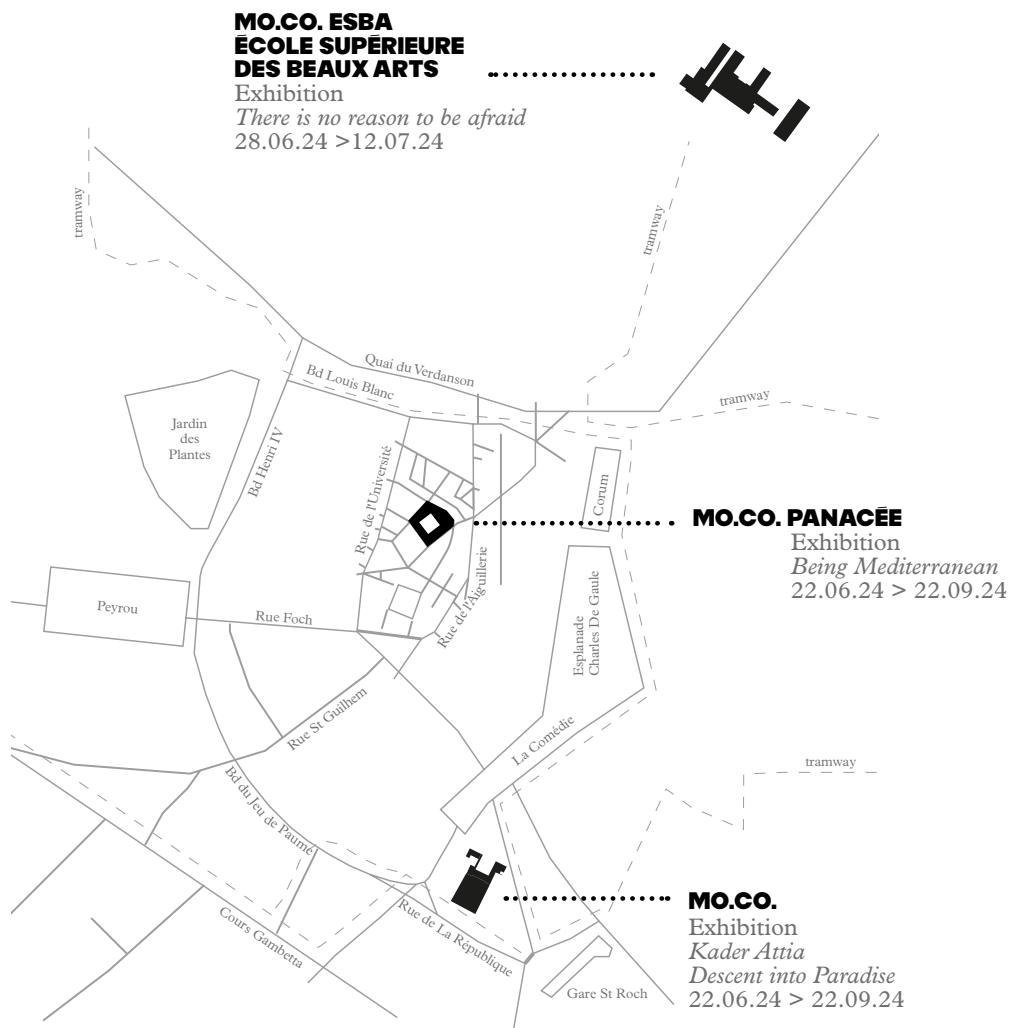 MO.CO. ESBA
ÉCOLE SUPÉRIEURE
DES BEAUX ARTS
Exhibition
There is no reason to be afraid
28.06.24 >12.07.24
tramway
tramway
Quai du Verdanson
Bd Louis Blanc
tramway
Jardin
des
Plantes
Bd Henri IV
Rue de l'Université
Corum
MO.CO. PANACÉE
Exhibition
Being Mediterranean
22.06.24 > 22.09.24
Peyrou
Rue Foch
Rue de l'Aiguillerie
Esplanade
Charles De Gaule
Rue St Guilhem
La Comédie
tramway
Bd du Jeu de Paume
MO.CO.
Exhibition
Kader Attia
Descent into Paradise
22.06.24 > 22.09.24
Cours Gambetta
Rue de La République
Gare St Roch